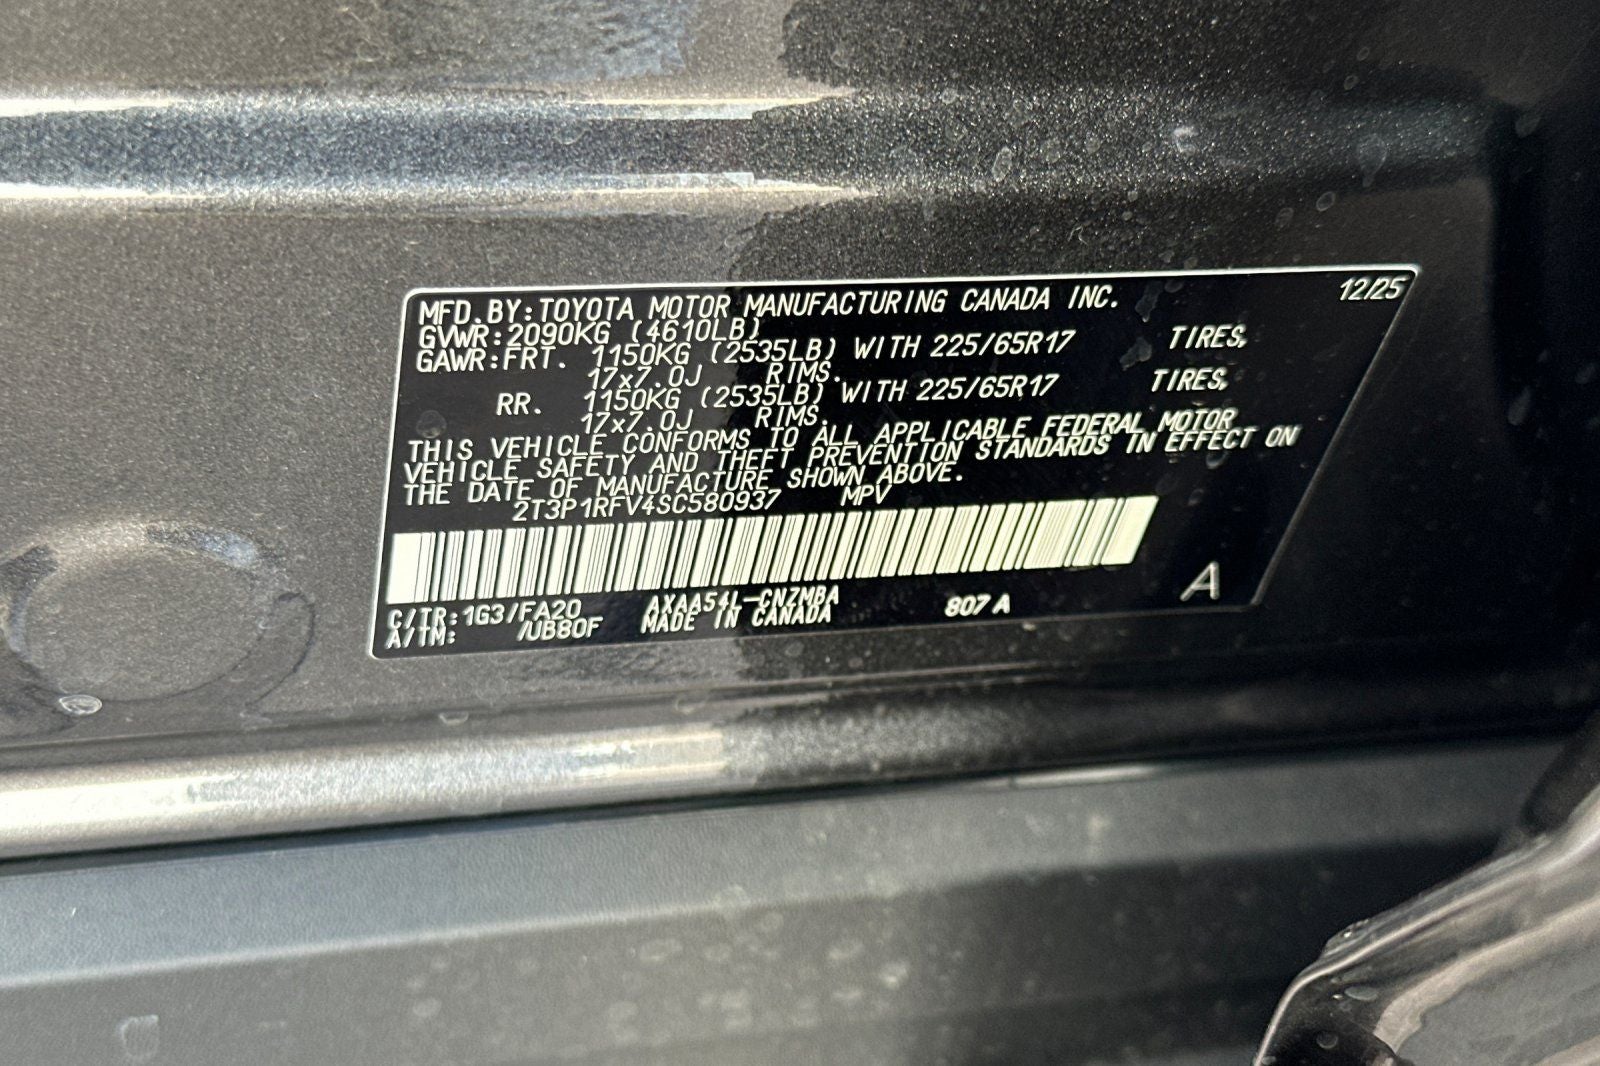 12/25
MFD.BY:TOYOTA MOTOR MANUFACTURING CANADA INC.
GVWR:2090KG (4610LB)
GAWR:FRT. 1150KG (2535LB) WITH 225/65R17 TIRES,
17x7.0J RIMS.
RR. 1150KG (2535LB) WITH 225/65R17 TIRES,
17x7.0J RIMS.
THIS VEHICLE CONFORMS TO ALL APPLICABLE FEDERAL MOTOR
VEHICLE SAFETY AND THEFT PREVENTION STANDARDS IN EFFECT ON
THE DATE OF MANUFACTURE SHOWN ABOVE.
2T3P1RFV4SC580937 MPV
C/TR:1G3/FA20 AXAA54L-CNZMBA 807A A
A/TM: /UB80F MADE IN CANADA